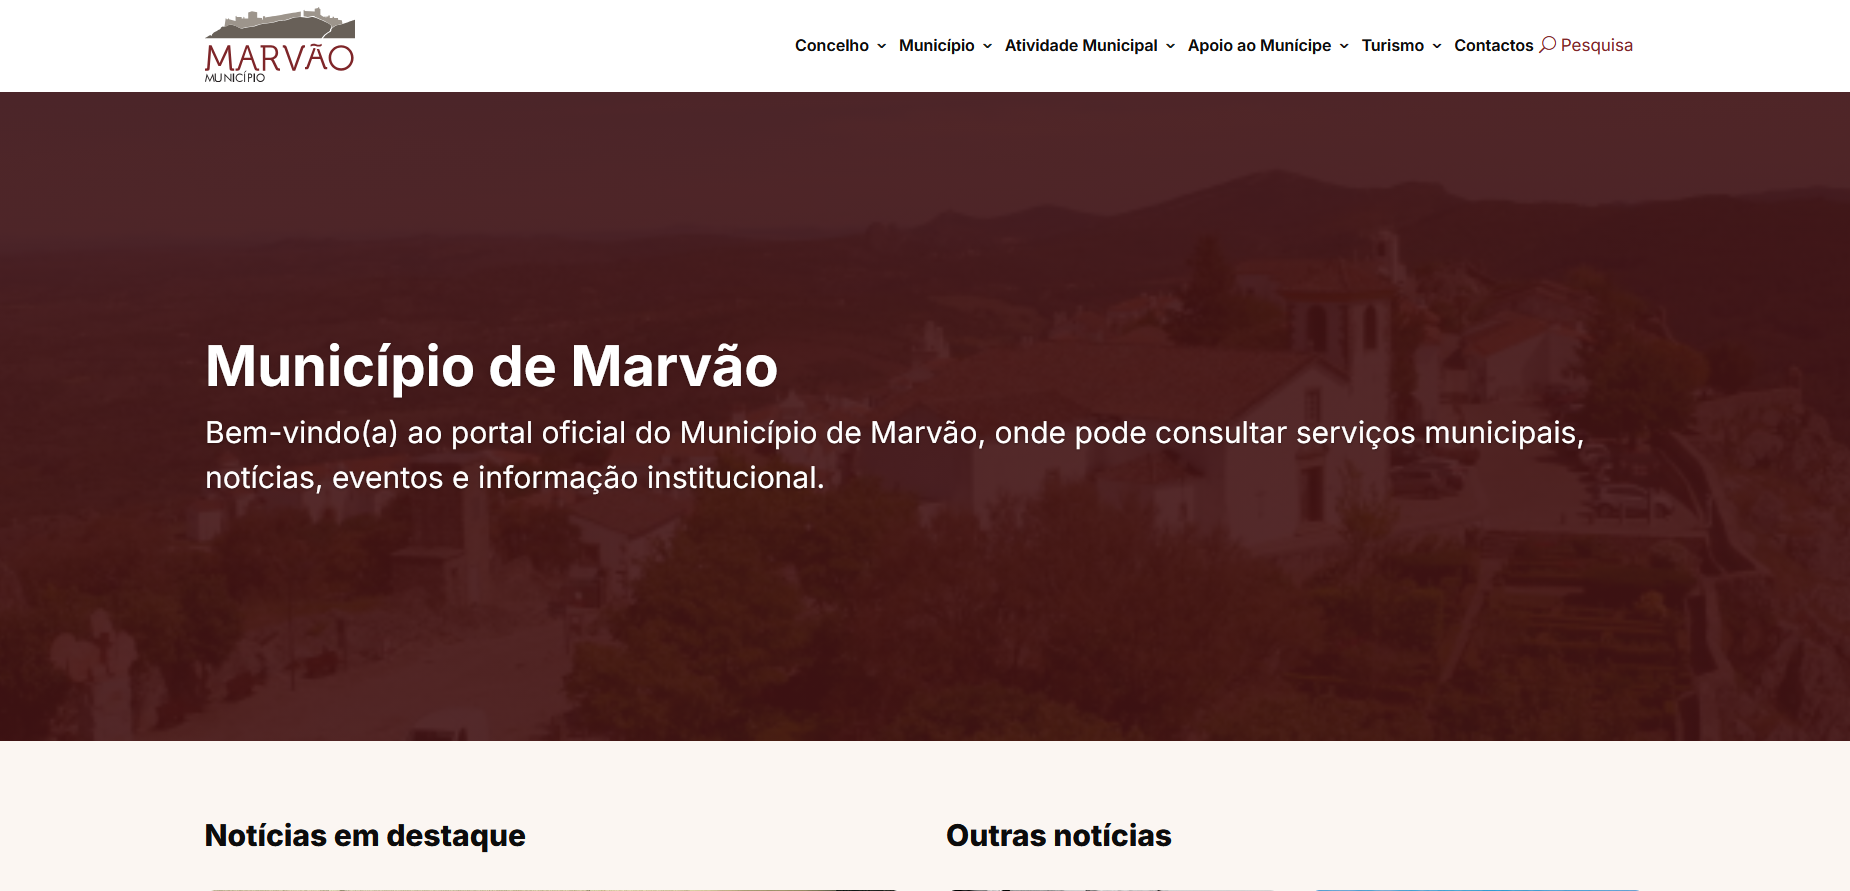 MARVÃO
MUNICÍPIO
Concelho Município Atividade Municipal Apoio ao Munícipe Turismo Contactos Pesquisa
Município de Marvão
Bem-vindo(a) ao portal oficial do Município de Marvão, onde pode consultar serviços municipais,
notícias, eventos e informação institucional.
Notícias em destaque
Outras notícias